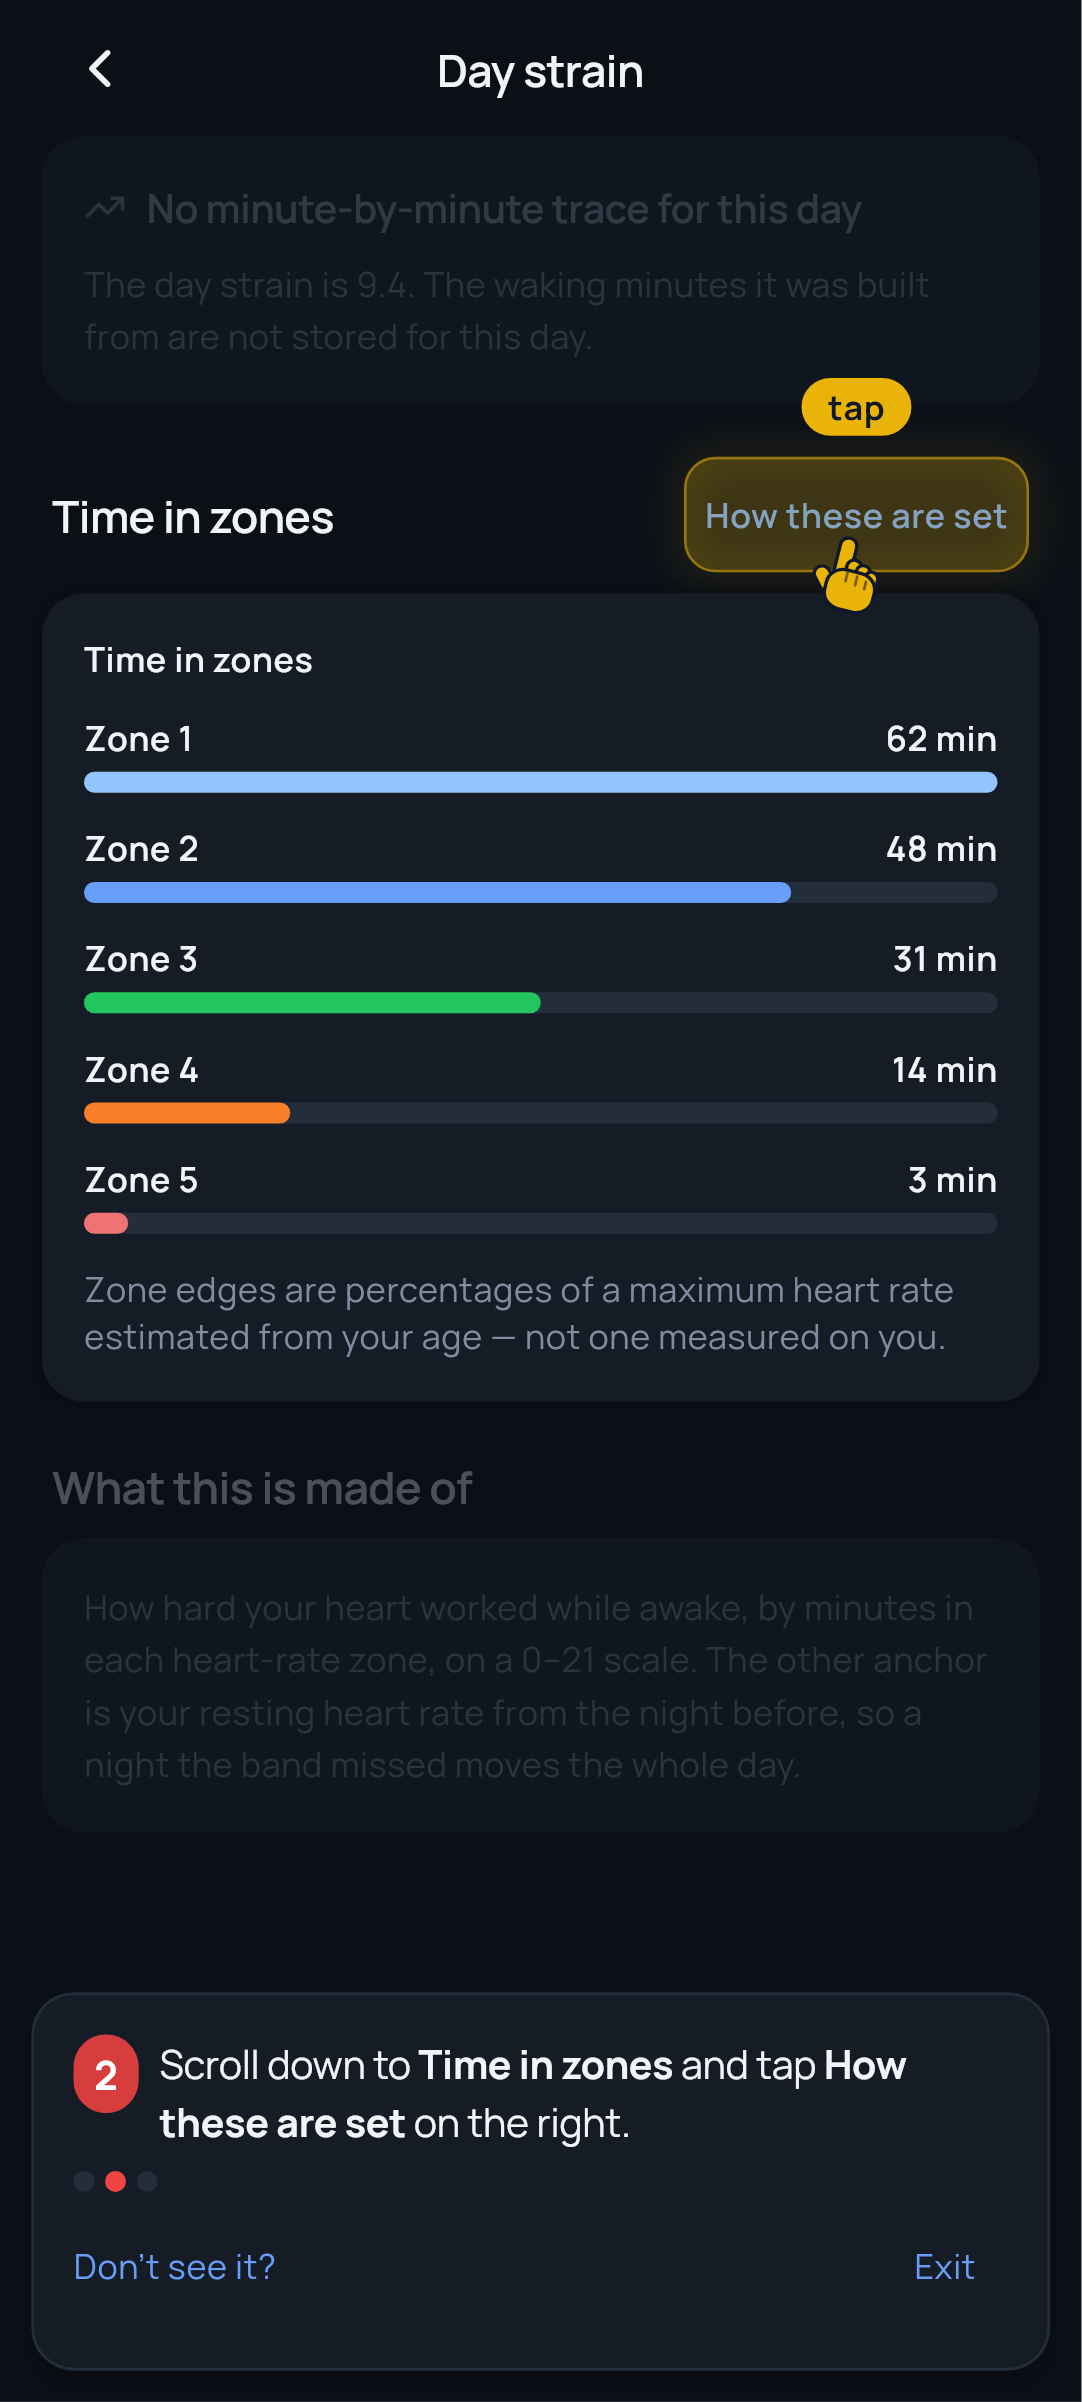 Day strain
No minute-by-minute trace for this day
The day strain is 9.4. The waking minutes it was built
from are not stored for this day.
tap
Time in zones
How these are set
Time in zones
Zone 1
62 min
Zone 2
48 min
Zone 3
31 min
Zone 4
14 min
Zone 5
3 min
Zone edges are percentages of a maximum heart rate
estimated from your age — not one measured on you.
What this is made of
How hard your heart worked while awake, by minutes in
each heart-rate zone, on a 0–21 scale. The other anchor
is your resting heart rate from the night before, so a
night the band missed moves the whole day.
2
Scroll down to Time in zones and tap How
these are set on the right.
Don't see it?
Exit